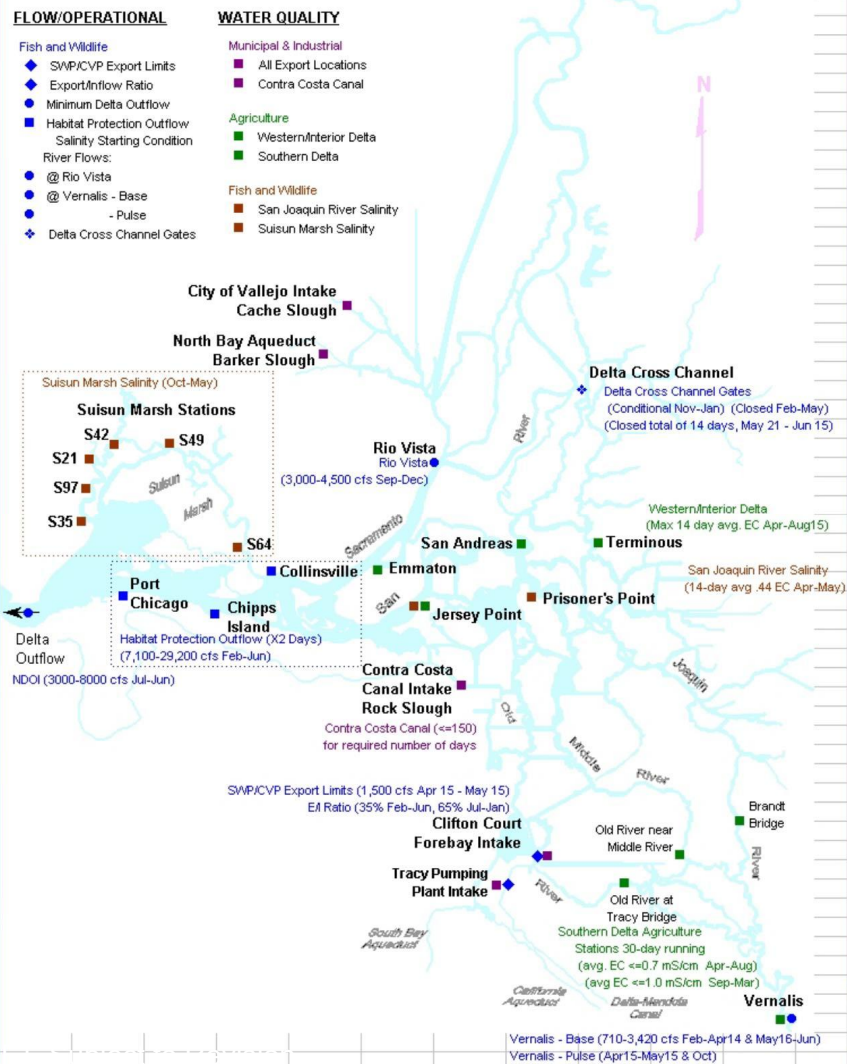 FLOW/OPERATIONAL
Fish and Wildlife
SWP/CVP Export Limits
Export/Inflow Ratio
Minimum Delta Outflow
Habitat Protection Outflow
Salinity Starting Condition
River Flows:
@ Rio Vista
@ Vernalis - Base
- Pulse
Delta Cross Channel Gates
WATER QUALITY
Municipal & Industrial
All Export Locations
Contra Costa Canal
Agriculture
Western/Interior Delta
Southern Delta
Fish and Wildlife
San Joaquin River Salinity
Suisun Marsh Salinity
N
City of Vallejo Intake
Cache Slough
North Bay Aqueduct
Barker Slough
Suisun Marsh Salinity (Oct-May)
Suisun Marsh Stations
S42
S49
S21
S97
S35
S64
Suisun
Marsh
Delta Cross Channel
Delta Cross Channel Gates
(Conditional Nov-Jan) (Closed Feb-May)
(Closed total of 14 days, May 21 - Jun 15)
River
Rio Vista
Rio Vista
(3,000-4,500 cfs Sep-Dec)
Sacramento
Western/Interior Delta
(Max 14 day avg. EC Apr-Aug15)
San Andreas
Terminous
Collinsville
Emmaton
San Joaquin River Salinity
(14-day avg .44 EC Apr-May)
Port
Chicago
Chipps
Island
San
Jersey Point
Prisoner's Point
Delta
Outflow
Habitat Protection Outflow (X2 Days)
(7,100-29,200 cfs Feb-Jun)
NDOI (3000-8000 cfs Jul-Jun)
Contra Costa
Canal Intake
Rock Slough
Contra Costa Canal (<=150)
for required number of days
Joaquin
Old
Middle
River
SWP/CVP Export Limits (1,500 cfs Apr 15 - May 15)
E/I Ratio (35% Feb-Jun, 65% Jul-Jan)
Clifton Court
Forebay Intake
Brandt
Bridge
Old River near
Middle River
River
Tracy Pumping
Plant Intake
River
Old River at
Tracy Bridge
South Bay
Aqueduct
Southern Delta Agriculture
Stations 30-day running
(avg. EC <=0.7 mS/cm Apr-Aug)
(avg EC <=1.0 mS/cm Sep-Mar)
California
Aqueduct
Delta-Mendota
Canal
Vernalis
Vernalis - Base (710-3,420 cfs Feb-Apr14 & May16-Jun)
Vernalis - Pulse (Apr15-May15 & Oct)